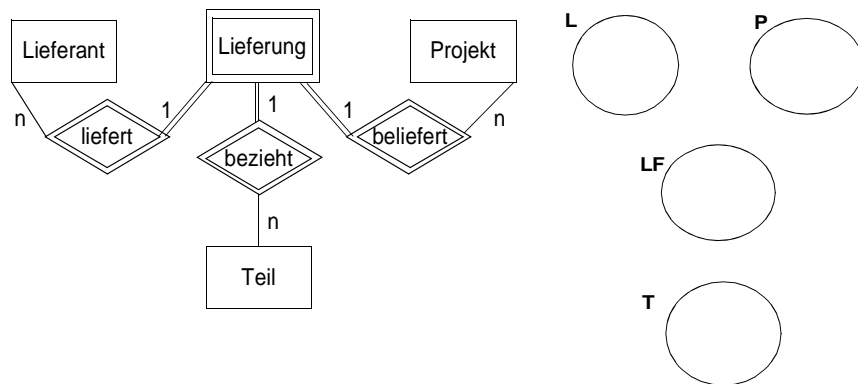 Lieferant
Lieferung
Projekt
L
P
n
1
1
1
n
liefert
bezieht
beliefert
LF
n
Teil
T